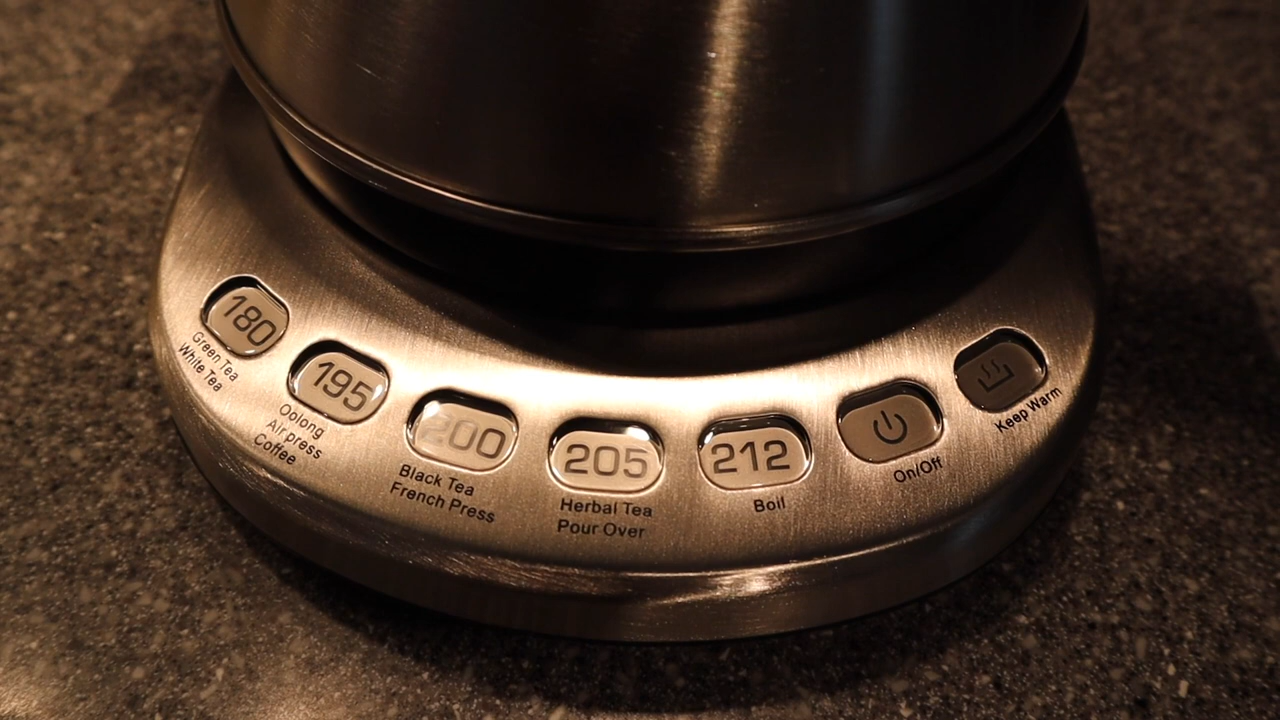 180
Green Tea
White Tea
195
Oolong
Air press
Coffee
200
Black Tea
French Press
205
Herbal Tea
Pour Over
212
Boil
On/Off
Keep Warm